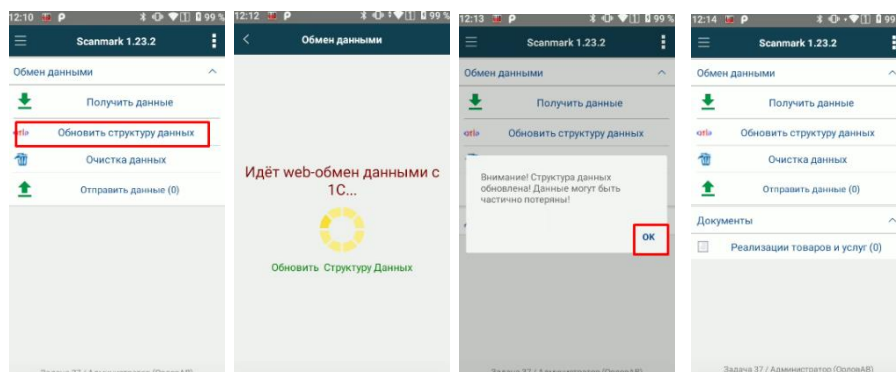 12:10
99 %
Scanmark 1.23.2
Обмен данными
Получить данные
Обновить структуру данных
Очистка данных
Отправить данные (0)
12:12
99 %
Обмен данными
Идёт web-обмен данными с
1С...
Обновить Структуру Данных
12:13
99 %
Scanmark 1.23.2
Обмен данными
Получить данные
Обновить структуру данных
Внимание! Структура данных
обновлена! Данные могут быть
частично потеряны!
ОК
12:14
99
Scanmark 1.23.2
Обмен данными
Получить данные
Обновить структуру данных
Очистка данных
Отправить данные (0)
Документы
Реализации товаров и услуг (0)
Задача 37 / Администратор (ОрловАВ)